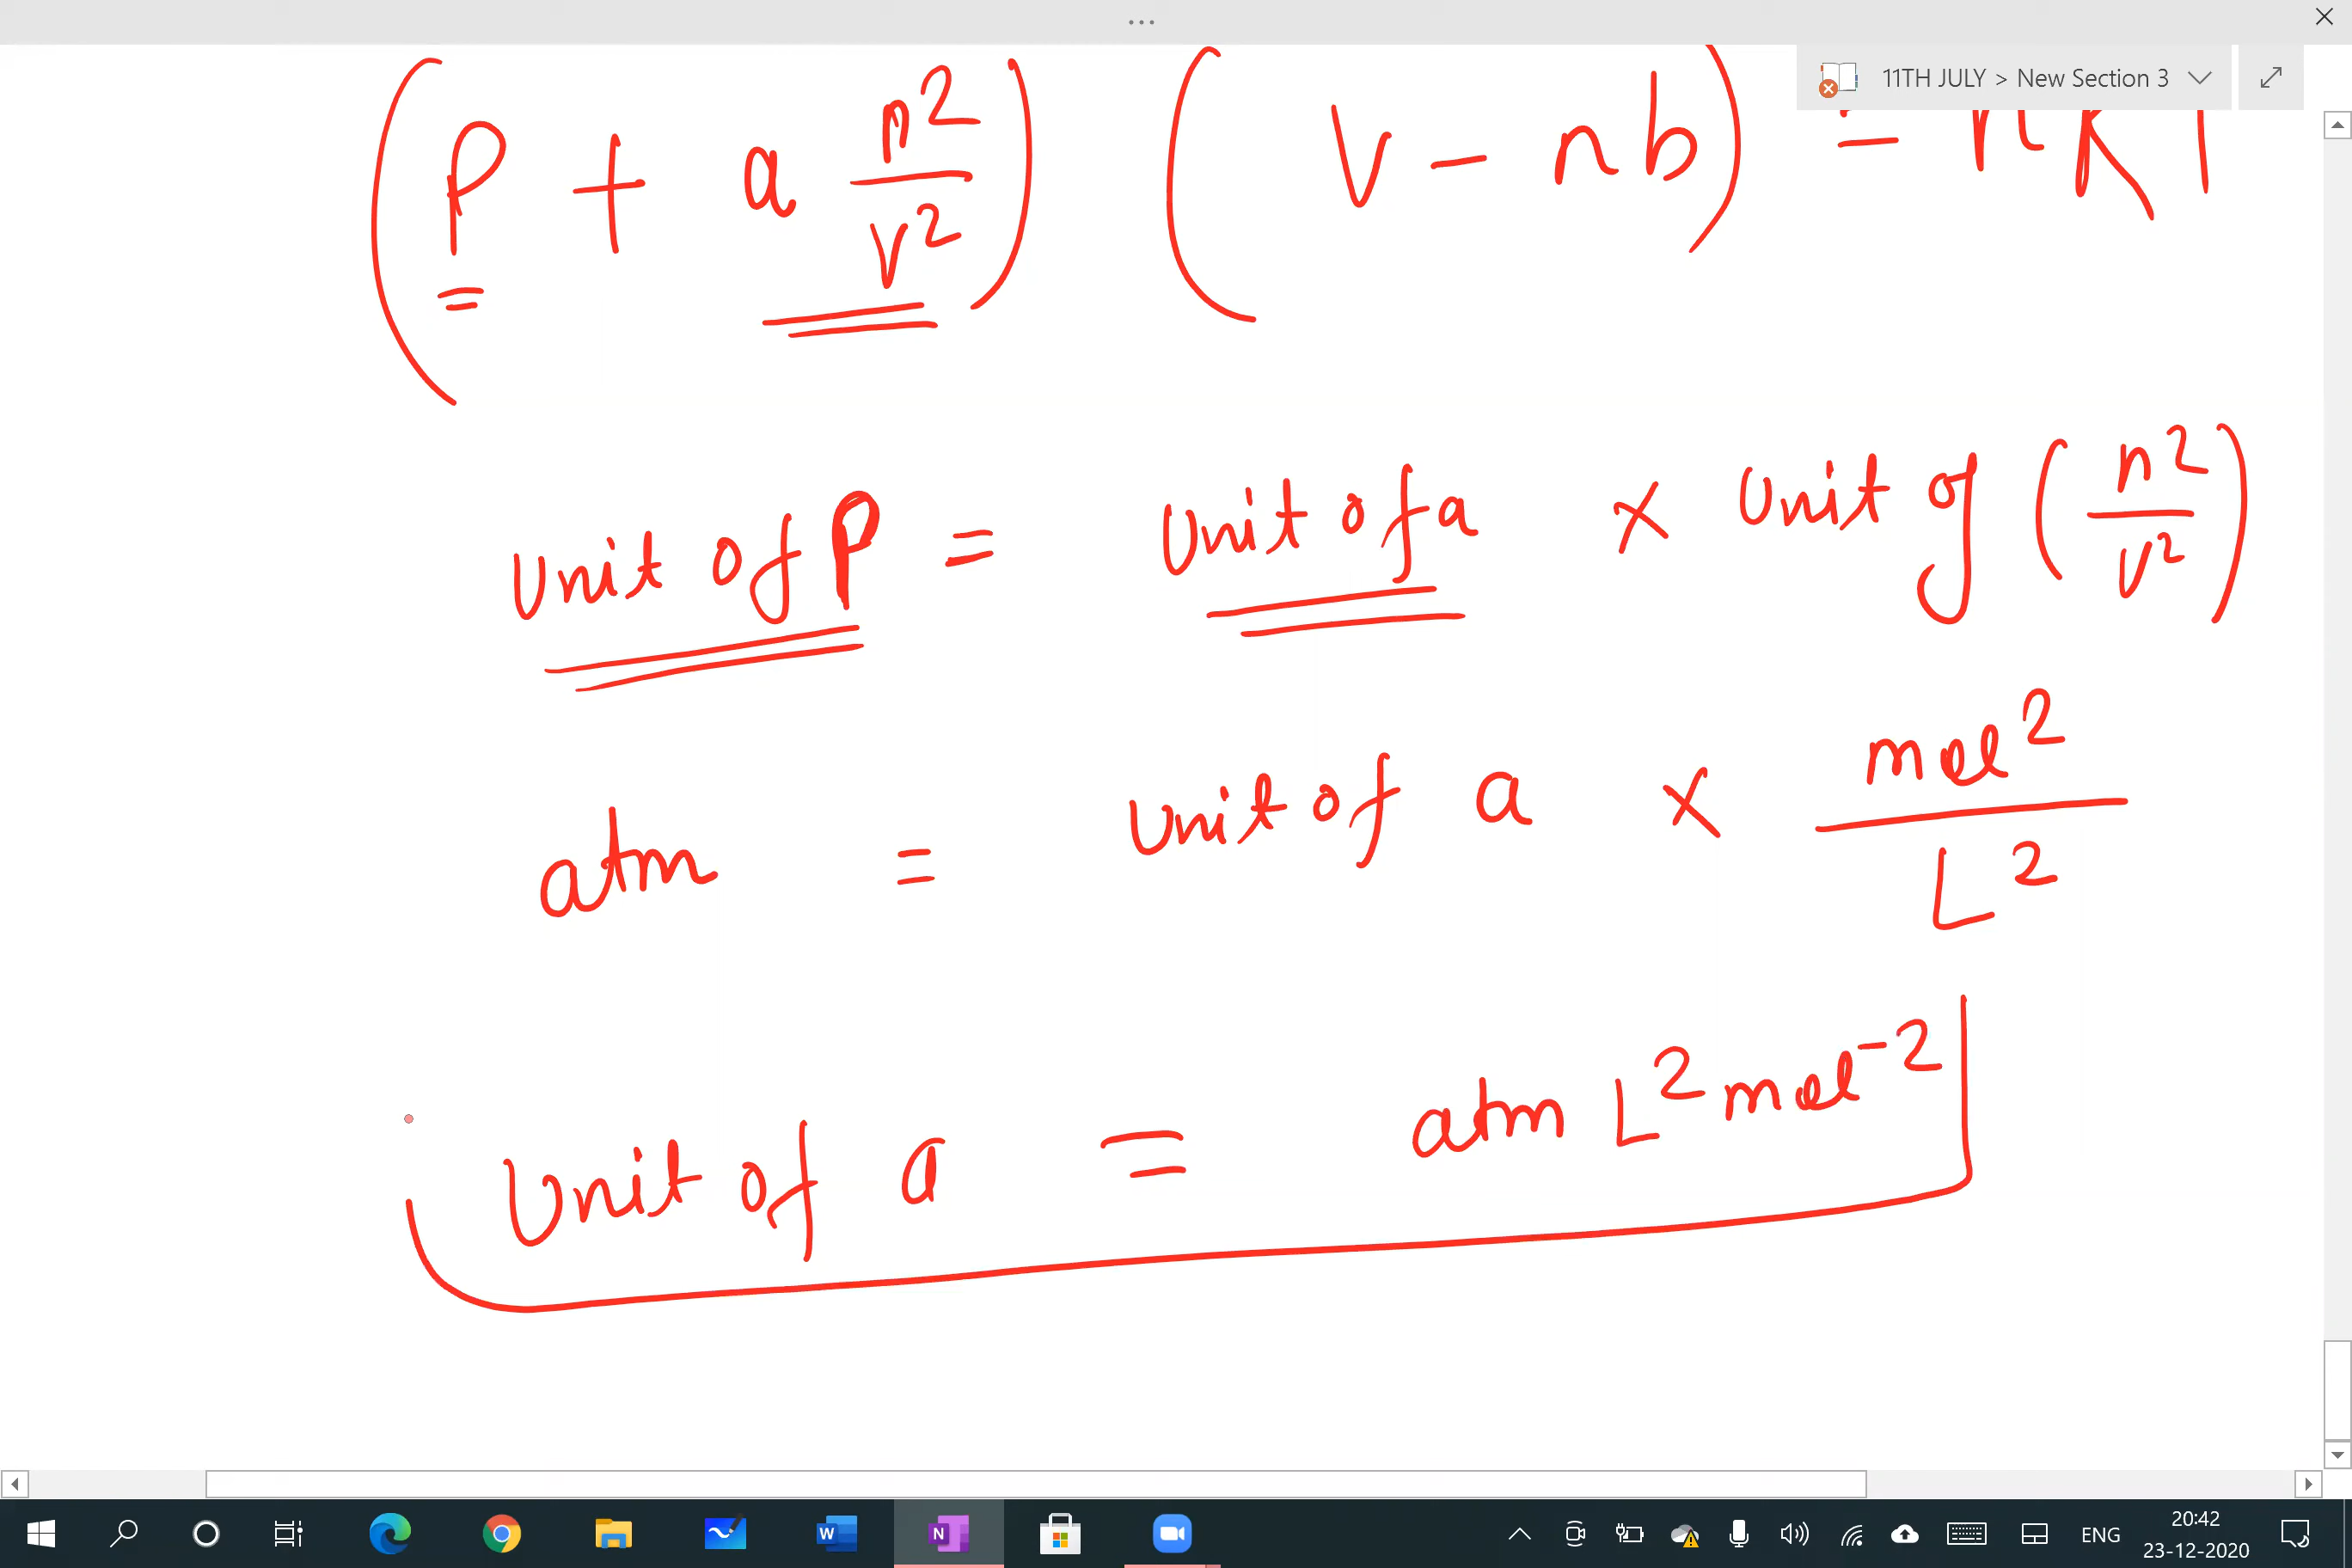 11TH JULY > New Section 3
(P + a n²/V²) (V - nb) = nRT
Unit of P = Unit of a × Unit of (n²/V²)
atm = Unit of a × mol²/L²
Unit of a = atm L² mol⁻²
ENG
20:42
23-12-2020